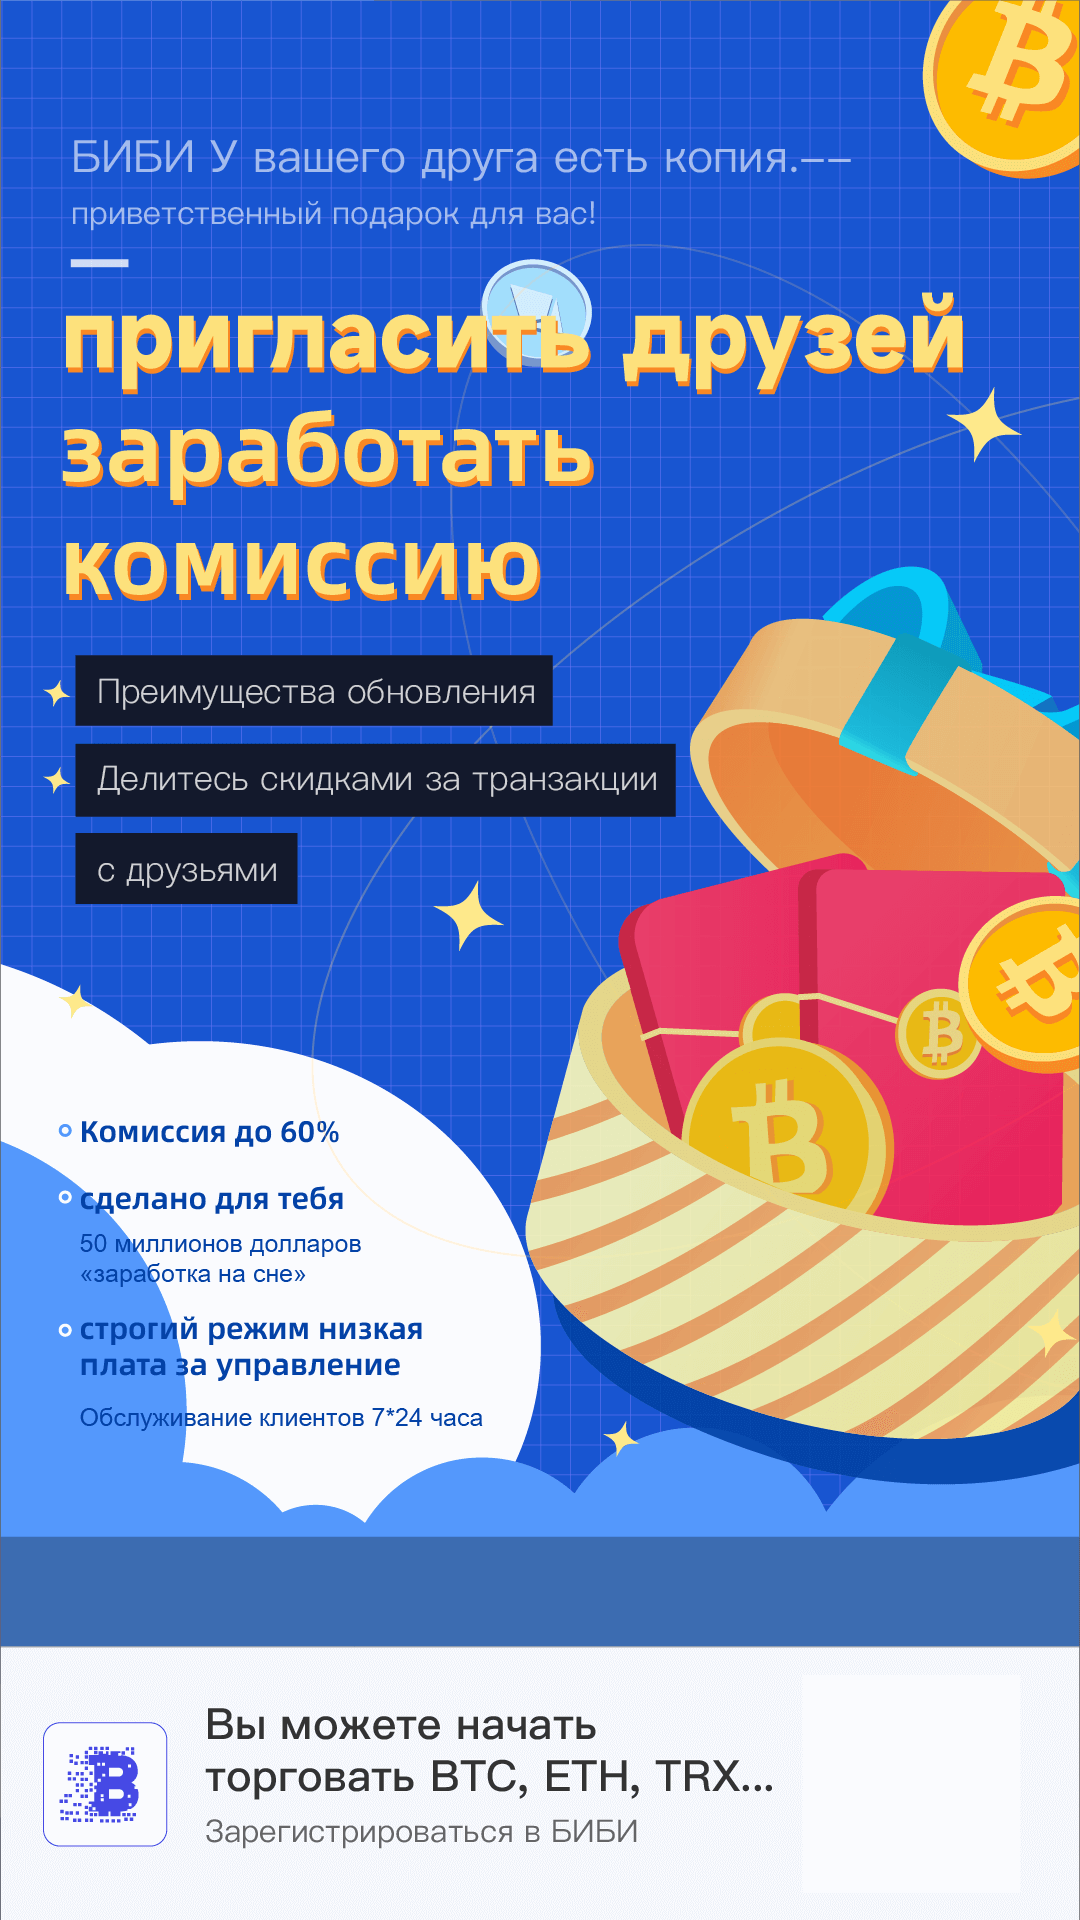 БИБИ У вашего друга есть копия.——
приветственный подарок для вас!
пригласить друзей
заработать
комиссию
Преимущества обновления
Делитесь скидками за транзакции
с друзьями
Комиссия до 60%
сделано для тебя
50 миллионов долларов
«заработка на сне»
строгий режим низкая
плата за управление
Обслуживание клиентов 7*24 часа
Вы можете начать
торговать BTC, ETH, TRX...
Зарегистрироваться в БИБИ